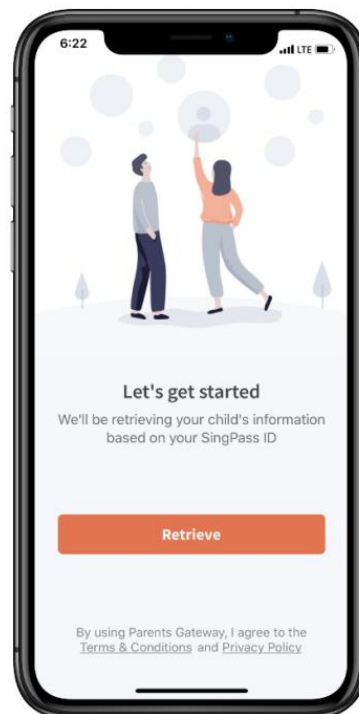 6:22
LTE
Let's get started
We'll be retrieving your child's information
based on your SingPass ID
Retrieve
By using Parents Gateway, I agree to the
Terms & Conditions and Privacy Policy